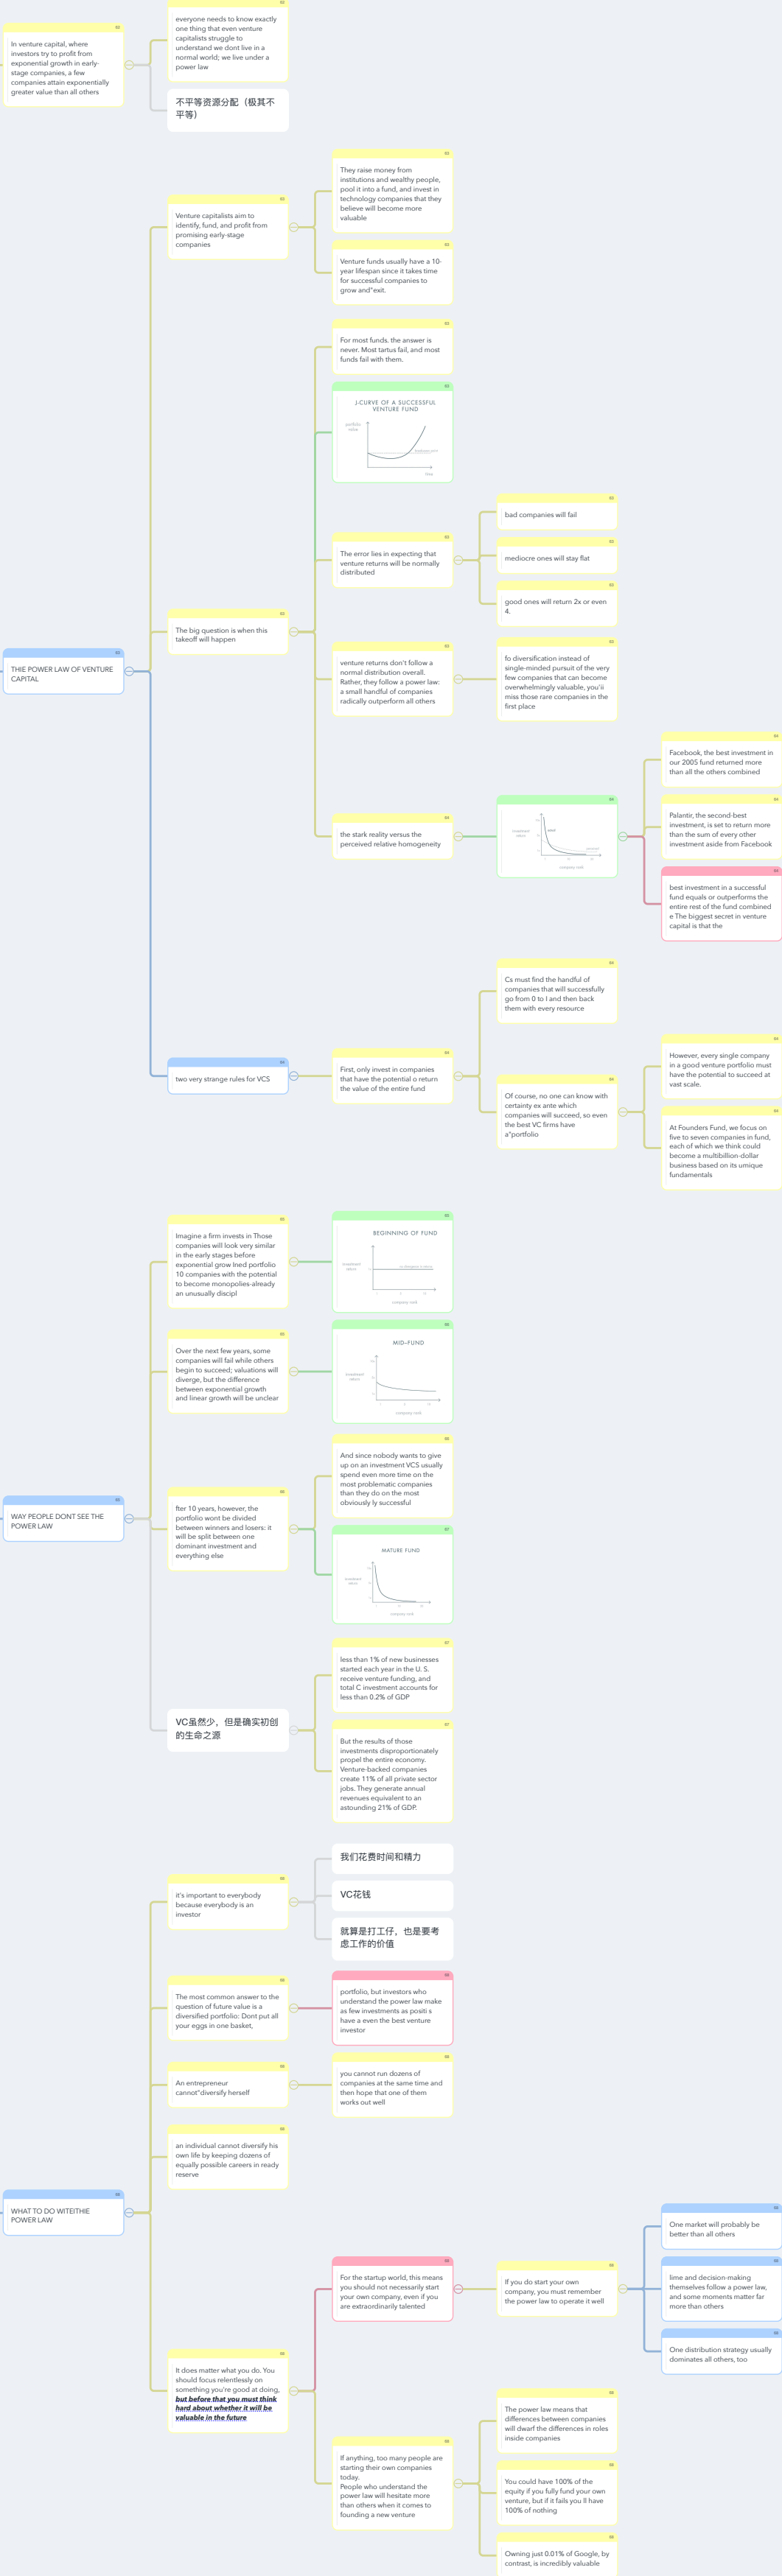 everyone needs to know exactly
one thing that even venture
capitalists struggle to
understand we dont live in a
normal world; we live under a
power law
In venture capital, where
investors try to profit from
exponential growth in early-
stage companies, a few
companies attain exponentially
greater value than all others
不平等资源分配（极其不
平等）
They raise money from
institutions and wealthy people,
pool it into a fund, and invest in
technology companies that they
believe will become more
valuable
Venture capitalists aim to
identify, fund, and profit from
promising early-stage
companies
Venture funds usually have a 10-
year lifespan since it takes time
for successful companies to
grow and"exit.
For most funds. the answer is
never. Most tartus fail, and most
funds fail with them.
J-CURVE OF A SUCCESSFUL
VENTURE FUND
portfolio
value
time
bad companies will fail
The error lies in expecting that
venture returns will be normally
distributed
mediocre ones will stay flat
good ones will return 2x or even
4.
The big question is when this
takeoff will happen
THIE POWER LAW OF VENTURE
CAPITAL
venture returns don't follow a
normal distribution overall.
Rather, they follow a power law:
a small handful of companies
radically outperform all others
fo diversification instead of
single-minded pursuit of the very
few companies that can become
overwhelmingly valuable, you'ii
miss those rare companies in the
first place
Facebook, the best investment in
our 2005 fund returned more
than all the others combined
the stark reality versus the
perceived relative homogeneity
investment
return
company rank
Palantir, the second-best
investment, is set to return more
than the sum of every other
investment aside from Facebook
best investment in a successful
fund equals or outperforms the
entire rest of the fund combined
e The biggest secret in venture
capital is that the
Cs must find the handful of
companies that will successfully
go from 0 to I and then back
them with every resource
two very strange rules for VCS
First, only invest in companies
that have the potential o return
the value of the entire fund
However, every single company
in a good venture portfolio must
have the potential to succeed at
vast scale.
Of course, no one can know with
certainty ex ante which
companies will succeed, so even
the best VC firms have
a"portfolio
At Founders Fund, we focus on
five to seven companies in fund,
each of which we think could
become a multibillion-dollar
business based on its unique
fundamentals
Imagine a firm invests in Those
companies will look very similar
in the early stages before
exponential grow Ined portfolio
10 companies with the potential
to become monopolies-already
an unusually discipl
BEGINNING OF FUND
investment
return
company rank
Over the next few years, some
companies will fail while others
begin to succeed; valuations will
diverge, but the difference
between exponential growth
and linear growth will be unclear
MID-FUND
investment
return
company rank
WAY PEOPLE DONT SEE THE
POWER LAW
fter 10 years, however, the
portfolio wont be divided
between winners and losers: it
will be split between one
dominant investment and
everything else
And since nobody wants to give
up on an investment VCS usually
spend even more time on the
most problematic companies
than they do on the most
obviously ly successful
MATURE FUND
investment
return
company rank
VC虽然少，但是确实初创
的生命之源
less than 1% of new businesses
started each year in the U. S.
receive venture funding, and
total C investment accounts for
less than 0.2% of GDP
But the results of those
investments disproportionately
propel the entire economy.
Venture-backed companies
create 11% of all private sector
jobs. They generate annual
revenues equivalent to an
astounding 21% of GDP.
it's important to everybody
because everybody is an
investor
我们花费时间和精力
VC花钱
就算是打工仔，也是要考
虑工作的价值
The most common answer to the
question of future value is a
diversified portfolio: Dont put all
your eggs in one basket,
portfolio, but investors who
understand the power law make
as few investments as positi s
have a even the best venture
investor
An entrepreneur
cannot"diversify herself
you cannot run dozens of
companies at the same time and
then hope that one of them
works out well
an individual cannot diversify his
own life by keeping dozens of
equally possible careers in ready
reserve
WHAT TO DO WITEITHIE
POWER LAW
For the startup world, this means
you should not necessarily start
your own company, even if you
are extraordinarily talented
If you do start your own
company, you must remember
the power law to operate it well
One market will probably be
better than all others
lime and decision-making
themselves follow a power law,
and some moments matter far
more than others
One distribution strategy usually
dominates all others, too
It does matter what you do. You
should focus relentlessly on
something you're good at doing,
but before that you must think
hard about whether it will be
valuable in the future
If anything, too many people are
starting their own companies
today.
People who understand the
power law will hesitate more
than others when it comes to
founding a new venture
The power law means that
differences between companies
will dwarf the differences in roles
inside companies
You could have 100% of the
equity if you fully fund your own
venture, but if it fails you ll have
100% of nothing
Owning just 0.01% of Google, by
contrast, is incredibly valuable